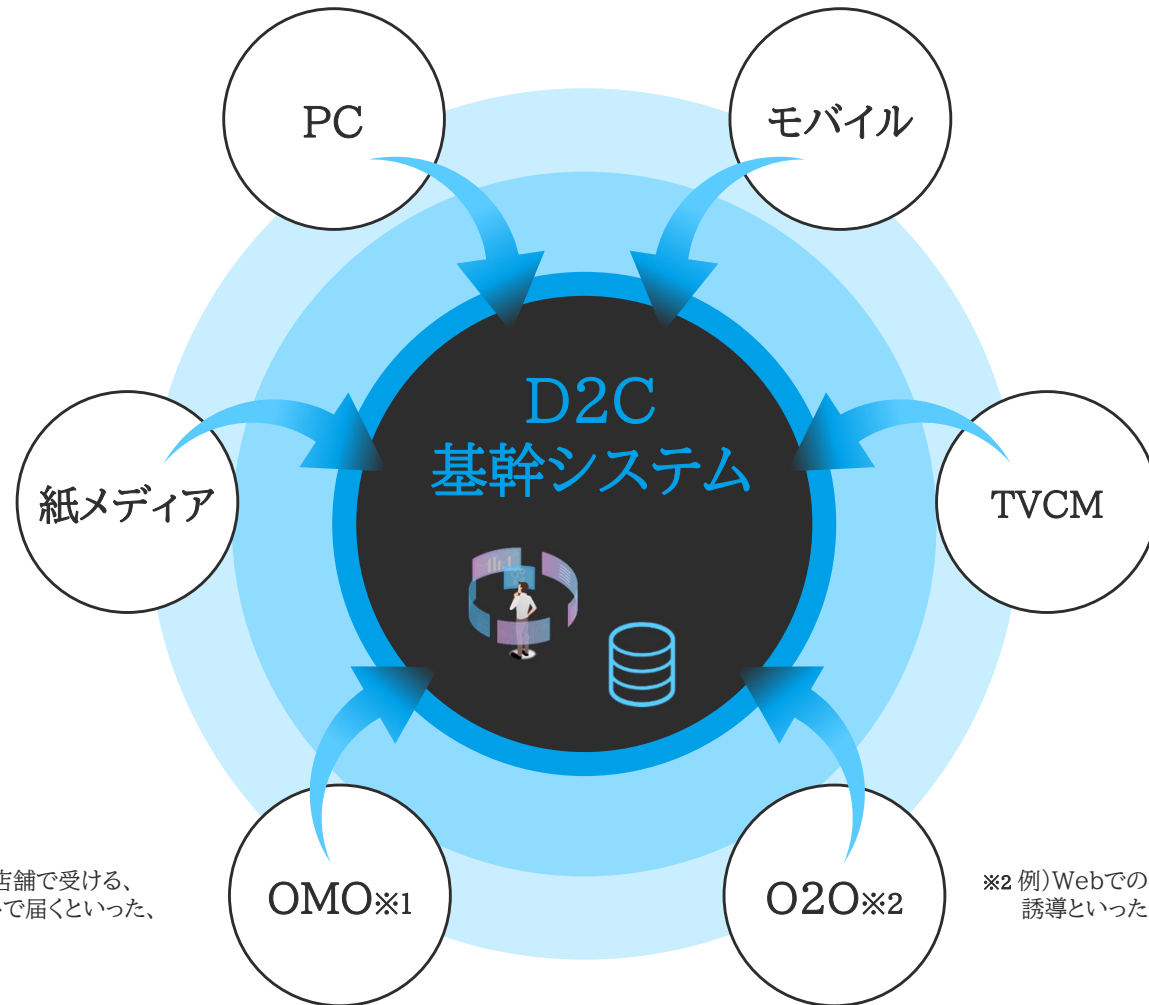 PC
モバイル
D2C
基幹システム
紙メディア
TVCM
店舗で受ける、
で届くといった、
OMO※1
O2O※2
※2 例)Webでの
誘導といった